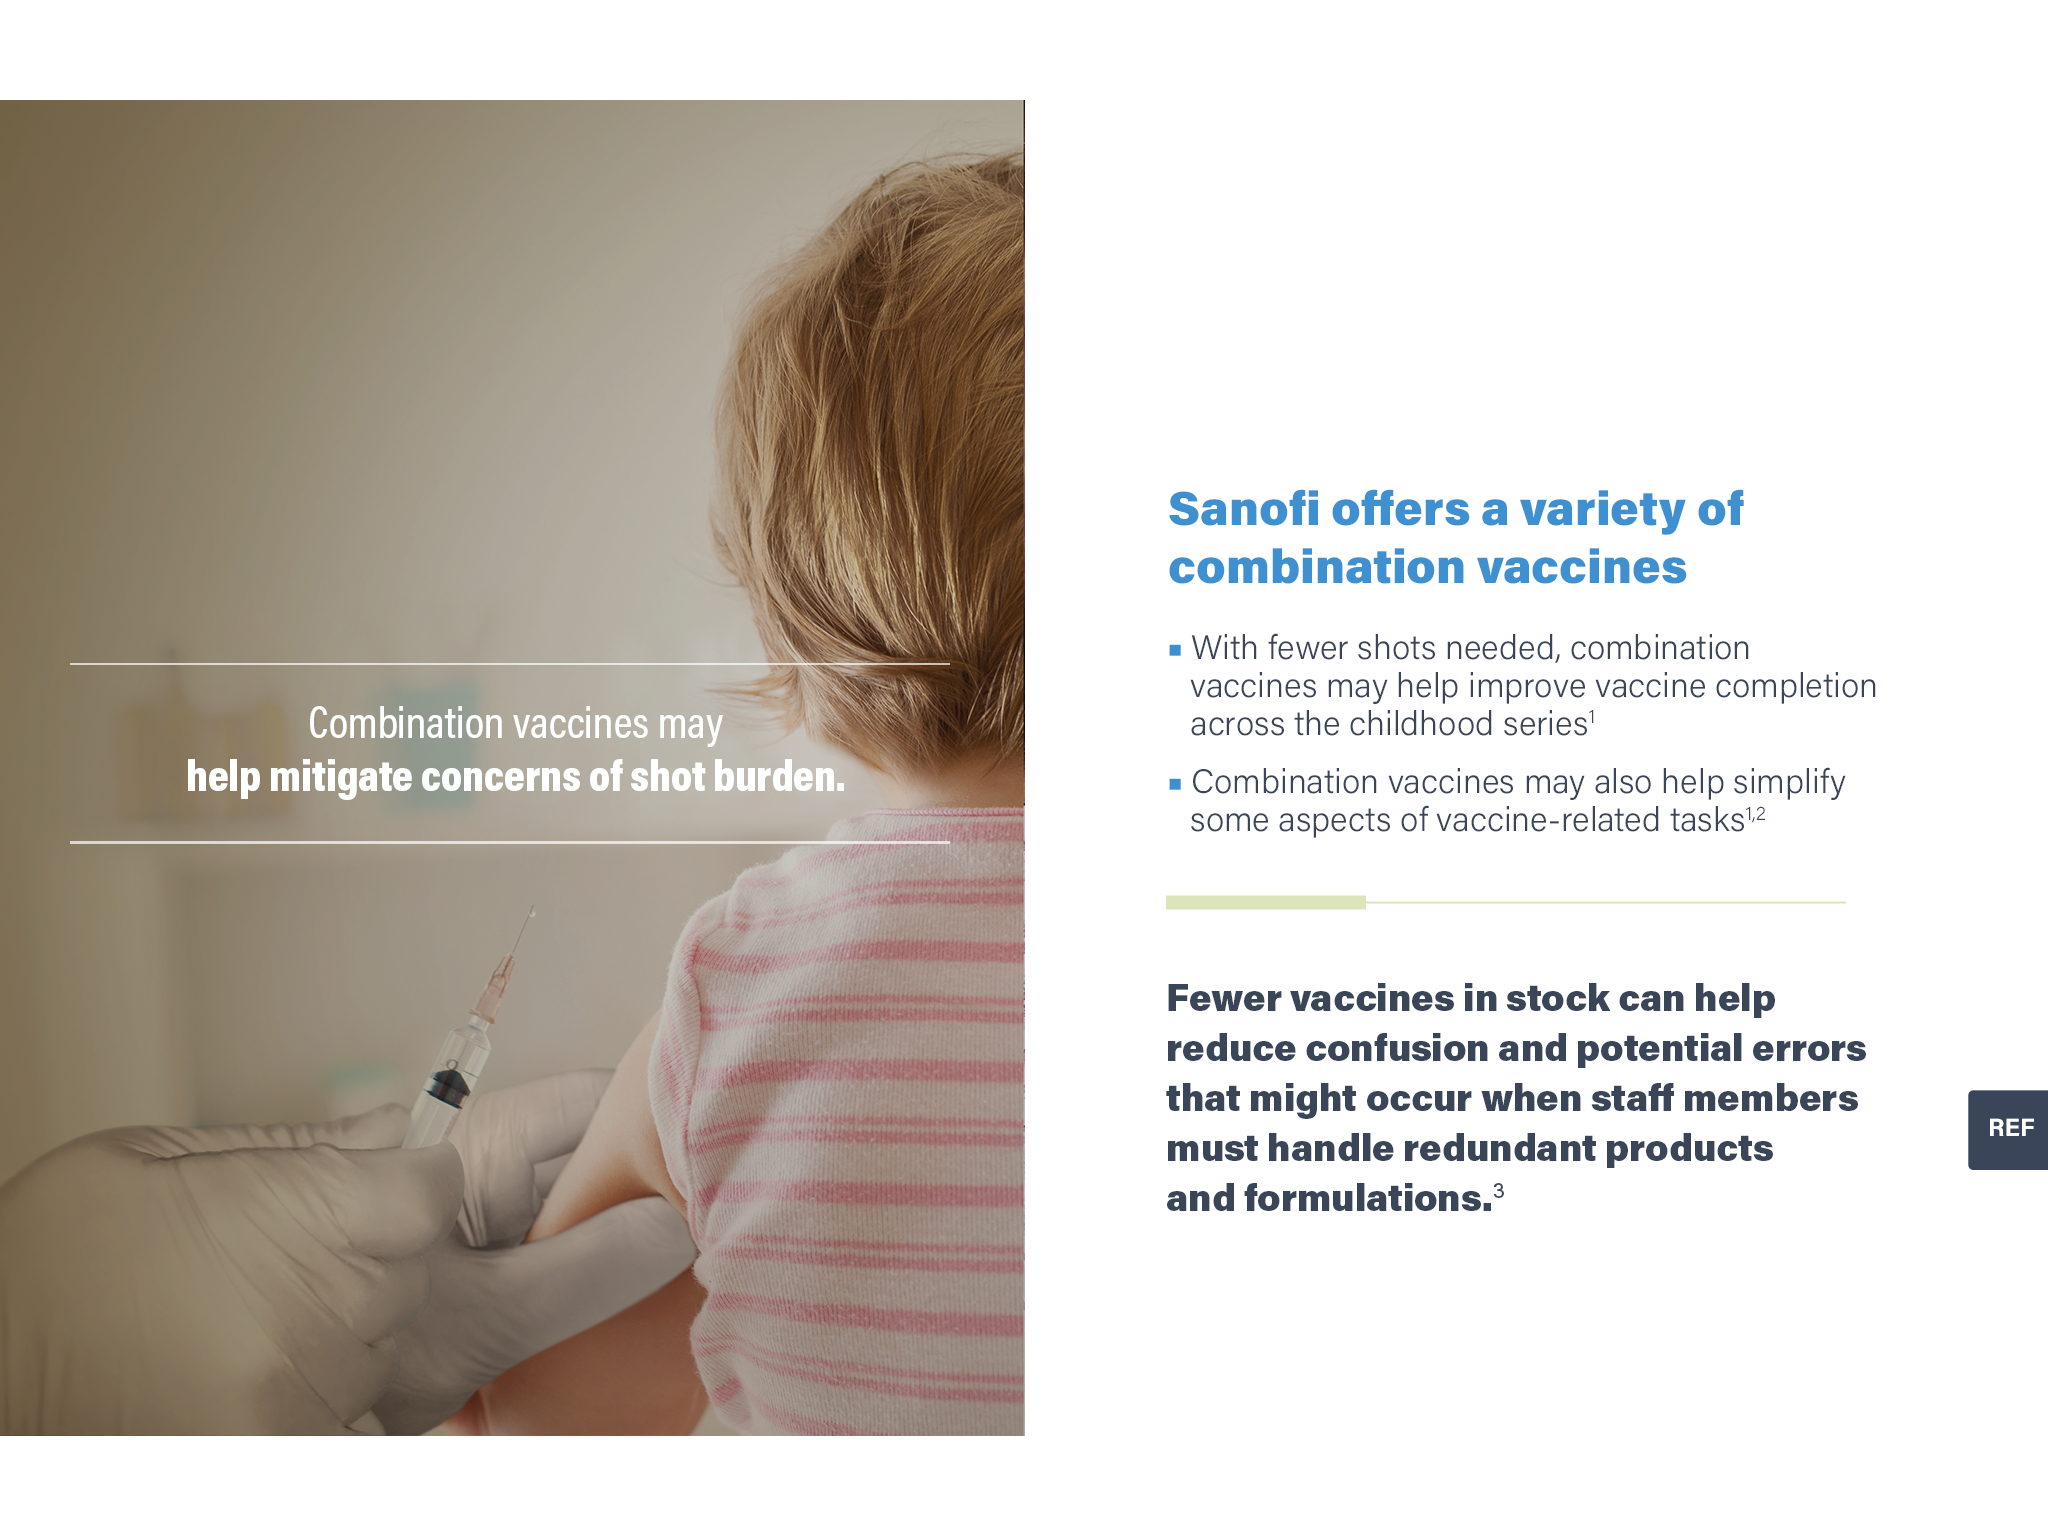 Combination vaccines may
help mitigate concerns of shot burden.
Sanofi offers a variety of
combination vaccines
▪ With fewer shots needed, combination
vaccines may help improve vaccine completion
across the childhood series¹
▪ Combination vaccines may also help simplify
some aspects of vaccine-related tasks¹,²
Fewer vaccines in stock can help
reduce confusion and potential errors
that might occur when staff members
must handle redundant products
and formulations.³
REF